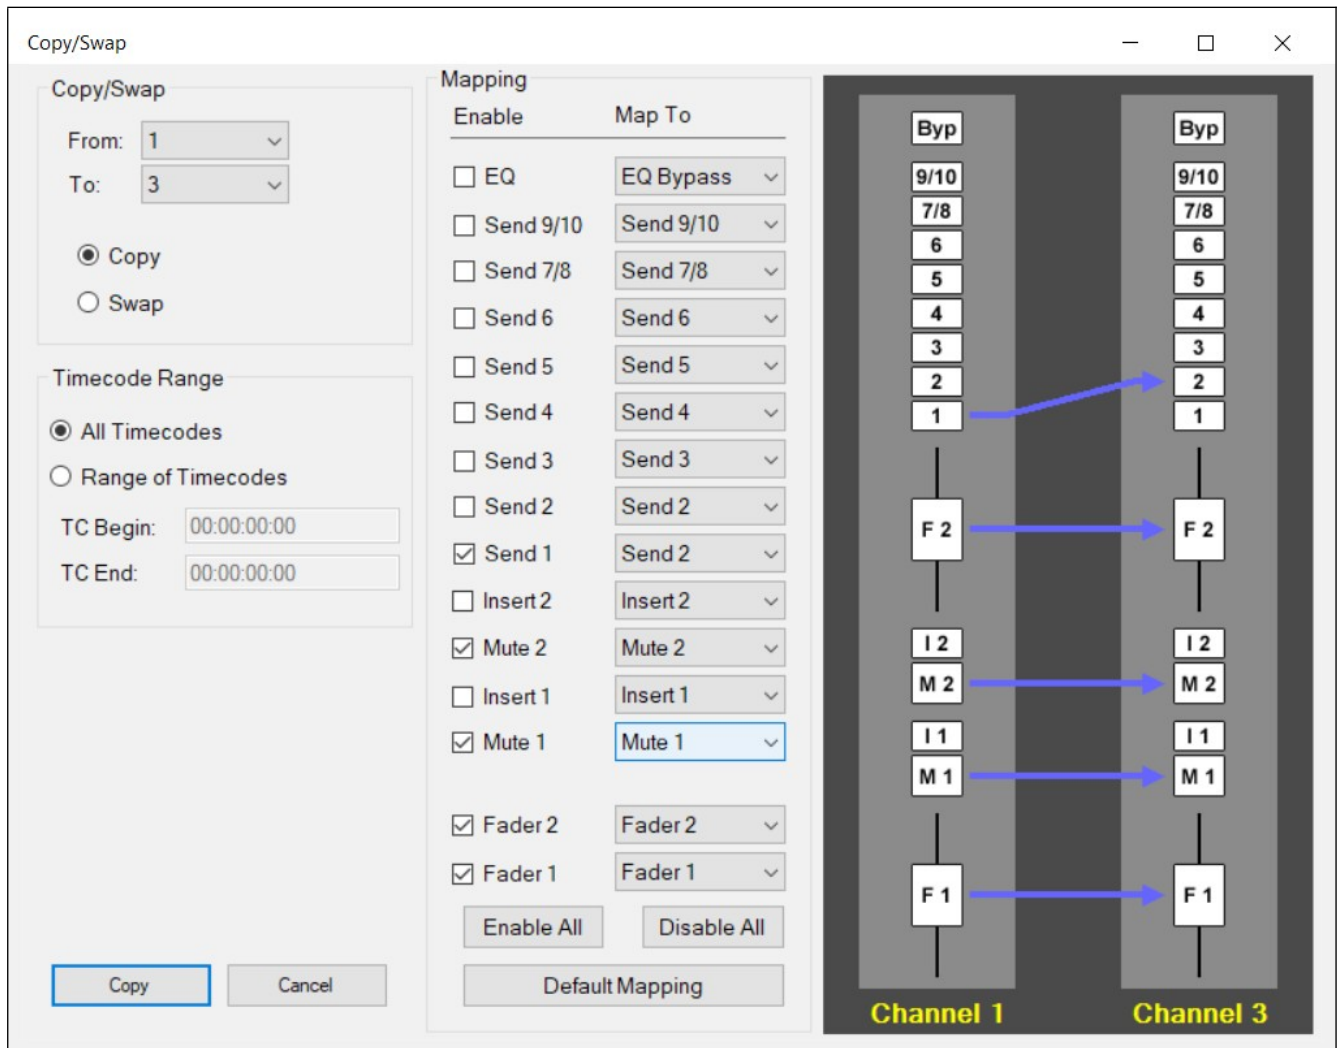 Copy/Swap
Copy/Swap
From: 1
To: 3
Copy
Swap
Timecode Range
All Timecodes
Range of Timecodes
TC Begin: 00:00:00:00
TC End: 00:00:00:00
Copy Cancel
Mapping
Enable Map To
EQ EQ Bypass
Send 9/10 Send 9/10
Send 7/8 Send 7/8
Send 6 Send 6
Send 5 Send 5
Send 4 Send 4
Send 3 Send 3
Send 2 Send 2
Send 1 Send 2
Insert 2 Insert 2
Mute 2 Mute 2
Insert 1 Insert 1
Mute 1 Mute 1
Fader 2 Fader 2
Fader 1 Fader 1
Enable All Disable All
Default Mapping
Byp Byp
9/10 9/10
7/8 7/8
6 6
5 5
4 4
3 3
2 2
1 1
F 2 F 2
I 2 I 2
M 2 M 2
I 1 I 1
M 1 M 1
F 1 F 1
Channel 1 Channel 3